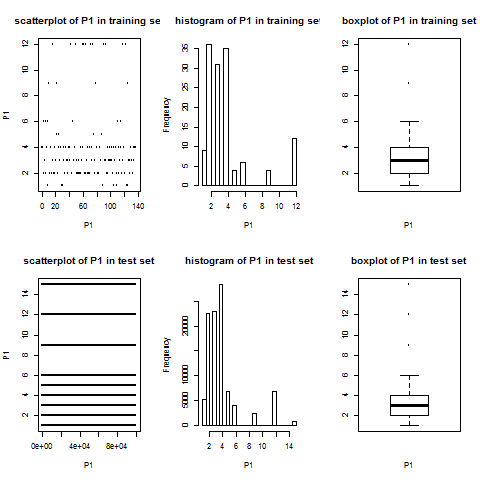 scatterplot of P1 in training se
histogram of P1 in training set
boxplot of P1 in training set
P1
2 4 6 8 10 12
0 20 60 100 140
P1
Frequency
0 5 10 15 20 25 30 35
2 4 6 8 10 12
P1
2 4 6 8 10 12
P1
scatterplot of P1 in test set
histogram of P1 in test set
boxplot of P1 in test set
P1
2 4 6 8 10 12 14
0e+00 4e+04 8e+04
P1
Frequency
0 5000 10000 20000
2 4 6 8 10 14
P1
2 4 6 8 10 12 14
P1